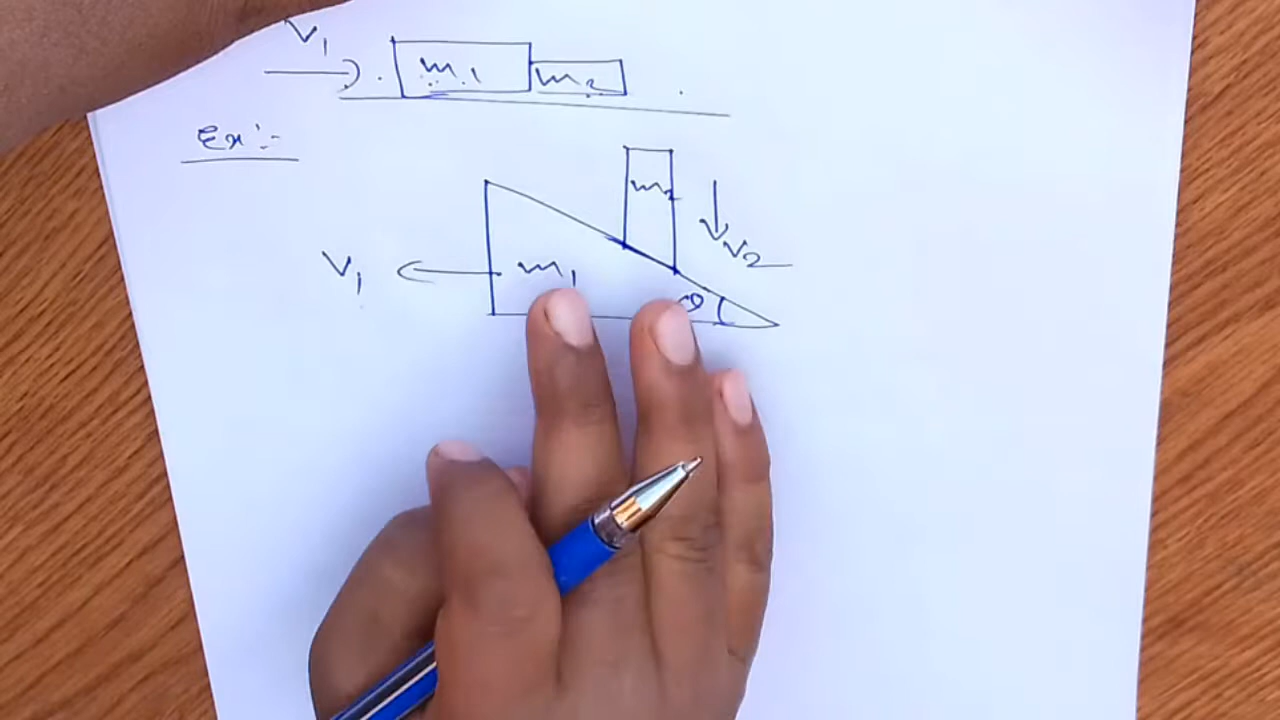 V₁
m₁ m₂
Ex :-
m₂
V₂
V₁ m₁ θ